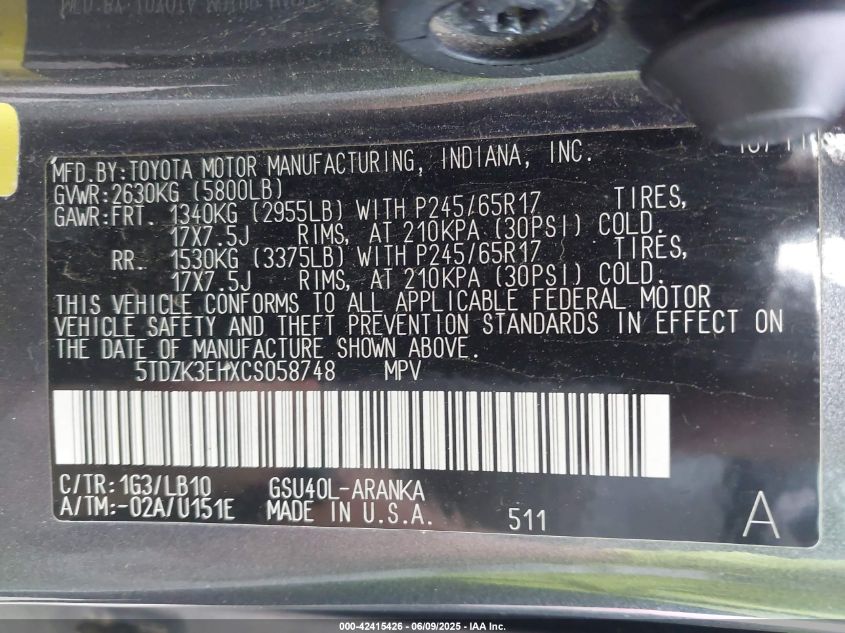 MFD.BY:TOYOTA MOTOR MANUFACTURING, INDIANA, INC.
GVWR:2630KG (5800LB)
GAWR:FRT. 1340KG (2955LB) WITH P245/65R17 TIRES,
17X7.5J RIMS, AT 210KPA (30PSI) COLD.
RR. 1530KG (3375LB) WITH P245/65R17 TIRES,
17X7.5J RIMS, AT 210KPA (30PSI) COLD.
THIS VEHICLE CONFORMS TO ALL APPLICABLE FEDERAL MOTOR
VEHICLE SAFETY AND THEFT PREVENTION STANDARDS IN EFFECT ON
THE DATE OF MANUFACTURE SHOWN ABOVE.
5TDZK3EHXCS058748 MPV
C/TR:1G3/LB10 GSU40L-ARANKA
A/TM:-02A/U151E MADE IN U.S.A. 511 A
000-42415426 - 06/09/2025 - IAA Inc.